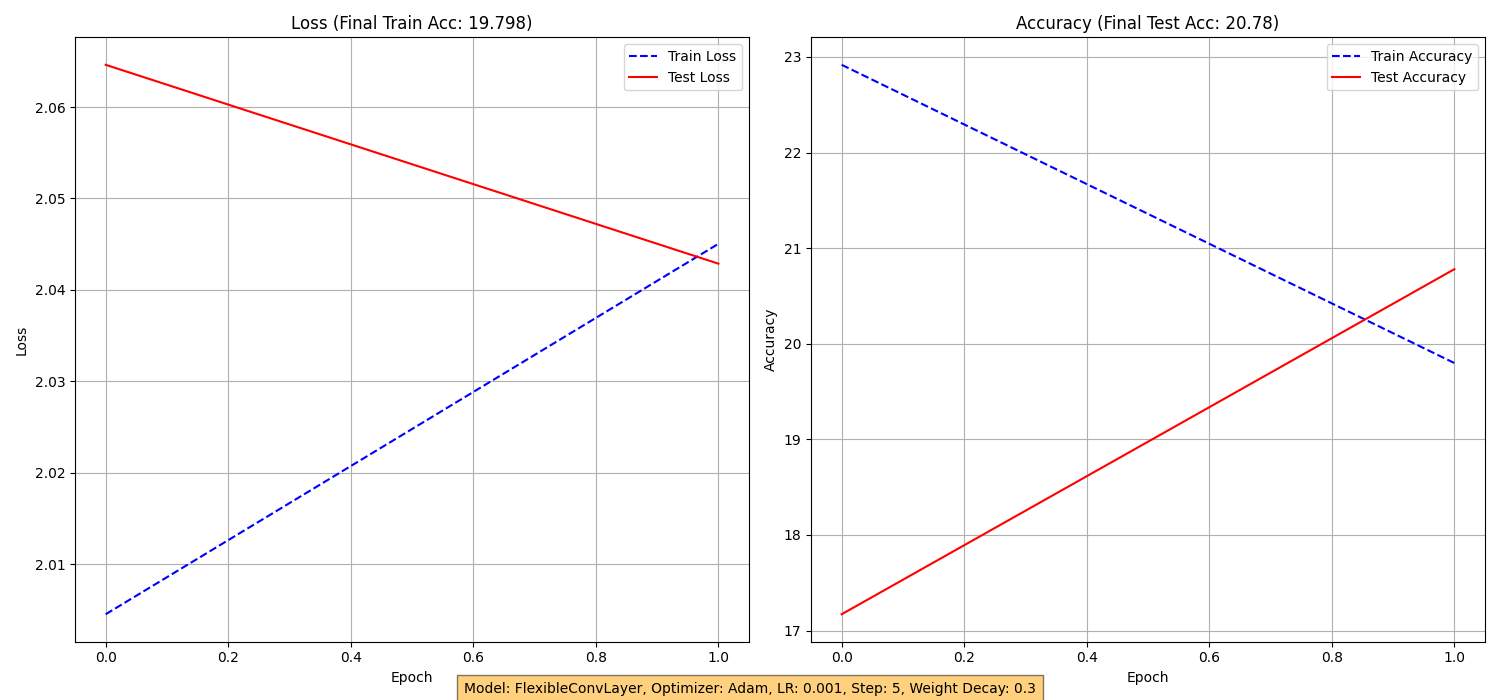 Loss (Final Train Acc: 19.798)
Train Loss
Test Loss
2.06
2.05
2.04
2.03
2.02
2.01
Loss
0.0 0.2 0.4 0.6 0.8 1.0
Epoch
Accuracy (Final Test Acc: 20.78)
Train Accuracy
Test Accuracy
23
22
21
20
19
18
17
Accuracy
0.0 0.2 0.4 0.6 0.8 1.0
Epoch
Model: FlexibleConvLayer, Optimizer: Adam, LR: 0.001, Step: 5, Weight Decay: 0.3